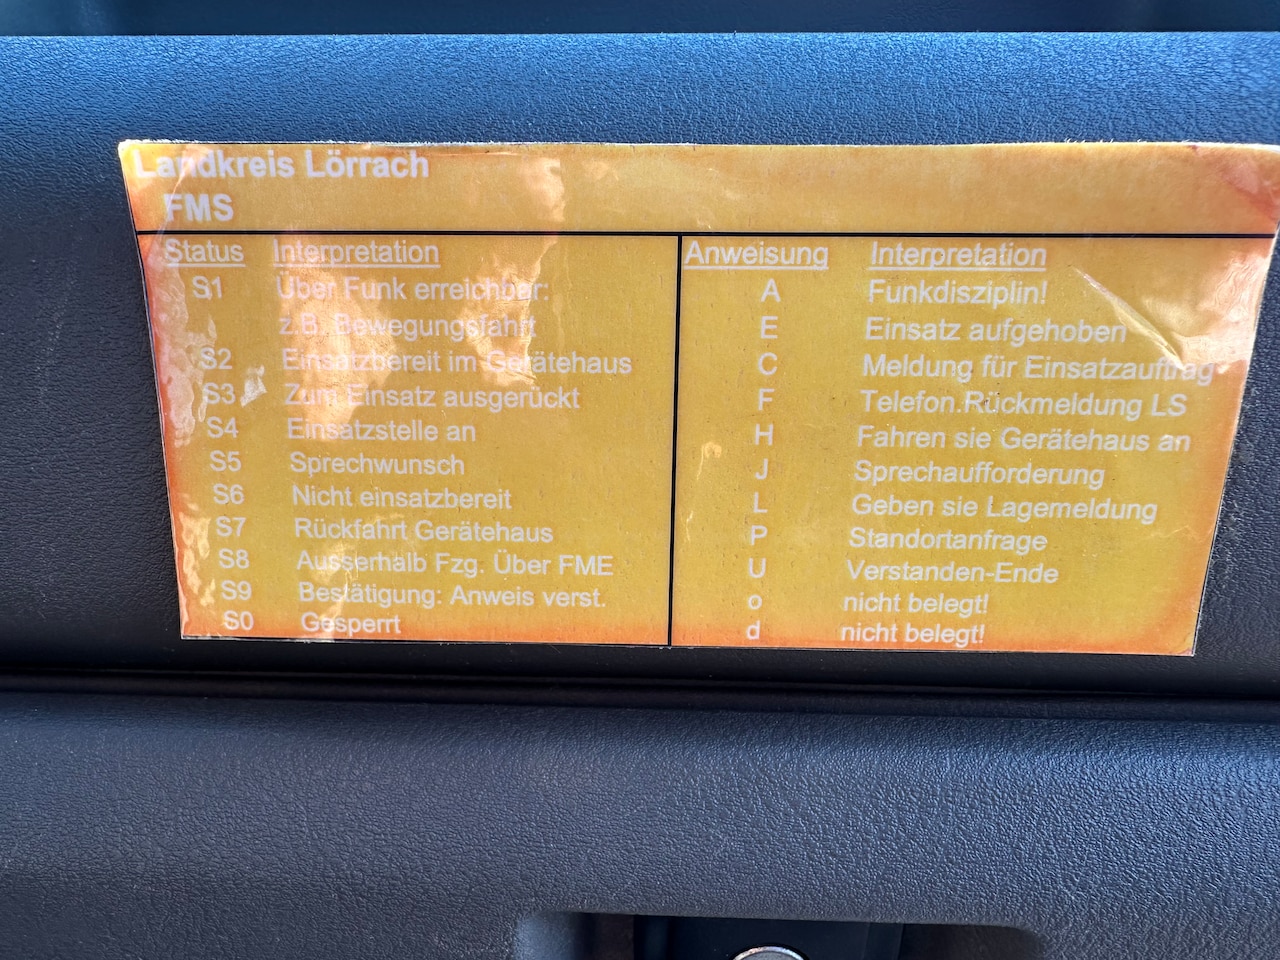 Landkreis Lörrach
FMS
Status Interpretation
S1 Über Funk erreichbar:
z.B. Bewegungsfahrt
S2 Einsatzbereit im Gerätehaus
S3 Zum Einsatz ausgerückt
S4 Einsatzstelle an
S5 Sprechwunsch
S6 Nicht einsatzbereit
S7 Rückfahrt Gerätehaus
S8 Ausserhalb Fzg. Über FME
S9 Bestätigung: Anweis verst.
S0 Gesperrt
Anweisung Interpretation
A Funkdisziplin!
E Einsatz aufgehoben
C Meldung für Einsatzauftrag
F Telefon.Rückmeldung LS
H Fahren sie Gerätehaus an
J Sprechaufforderung
L Geben sie Lagemeldung
P Standortanfrage
U Verstanden-Ende
o nicht belegt!
d nicht belegt!